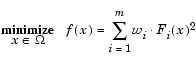 minimize f(x) = ∑_{i = 1}^{m} w_i · F_i(x)²
x ∈ Ω